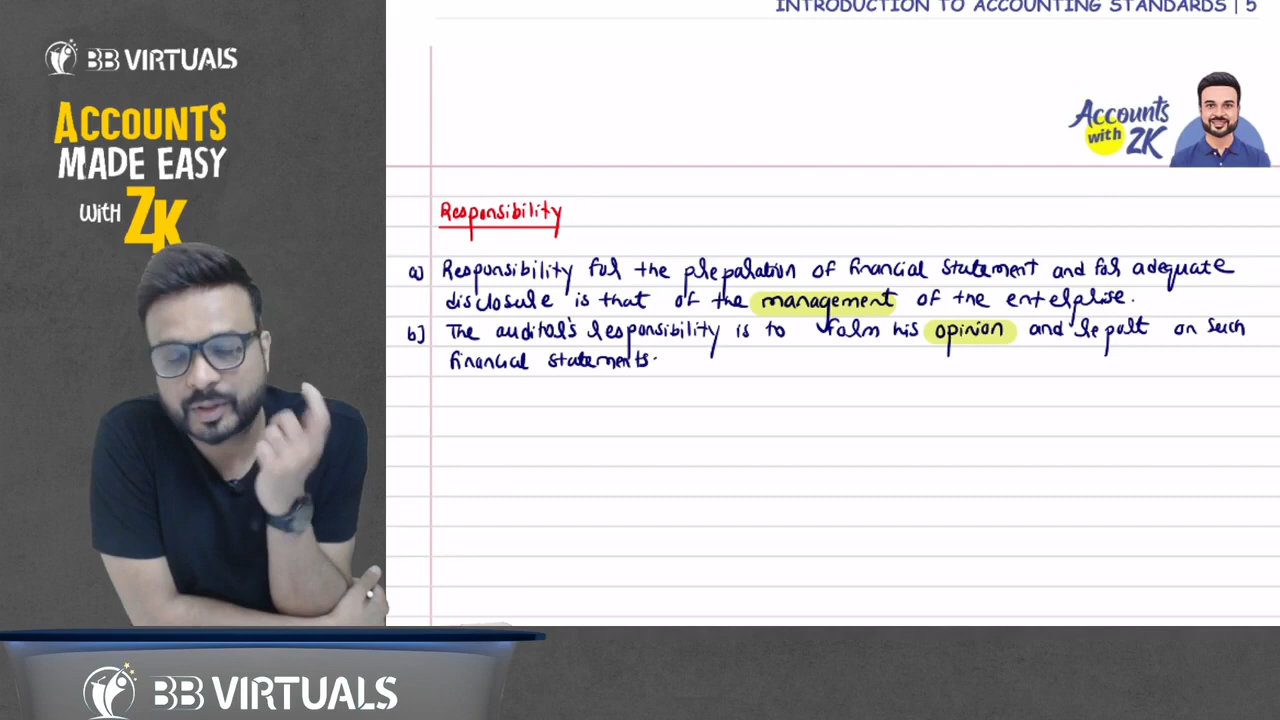 INTRODUCTION TO ACCOUNTING STANDARDS | 5
BB VIRTUALS
ACCOUNTS
MADE EASY
WITH ZK
Accounts
with
ZK
Responsibility
a) Responsibility for the preparation of financial statement and for adequate
disclosure is that of the management of the enterprise.
b) The auditor's responsibility is to form his opinion and report on such
financial statements.
BB VIRTUALS